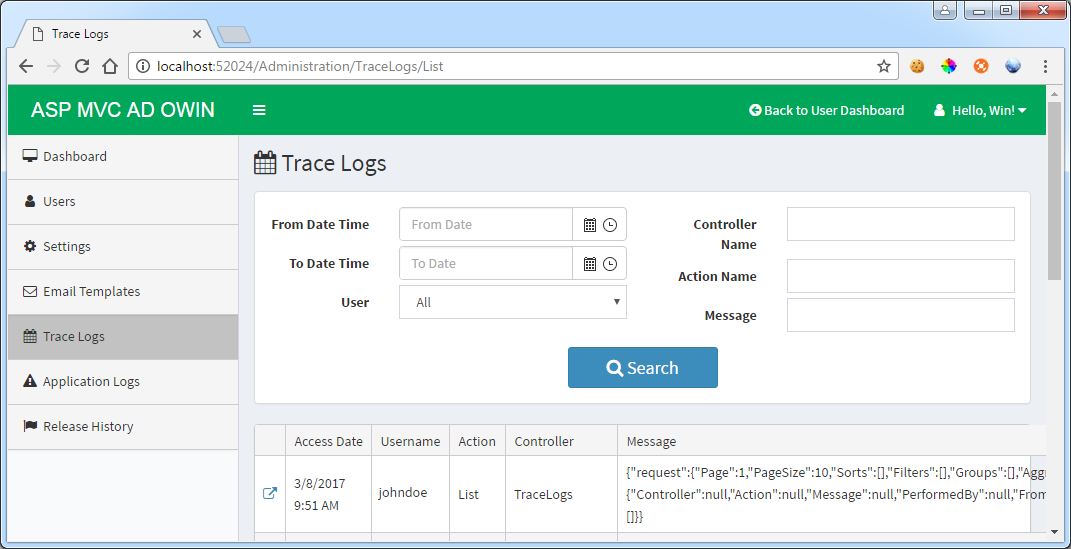 Trace Logs
localhost:52024/Administration/TraceLogs/List
ASP MVC AD OWIN
Back to User Dashboard
Hello, Win!
Dashboard
Users
Settings
Email Templates
Trace Logs
Application Logs
Release History
Trace Logs
From Date Time
From Date
To Date Time
To Date
User
All
Controller
Name
Action Name
Message
Search
Access Date Username Action Controller Message
3/8/2017
9:51 AM
johndoe
List
TraceLogs
{"request":{"Page":1,"PageSize":10,"Sorts":[],"Filters":[],"Groups":[],"Aggr
{"Controller":null,"Action":null,"Message":null,"PerformedBy":null,"From
[]}}